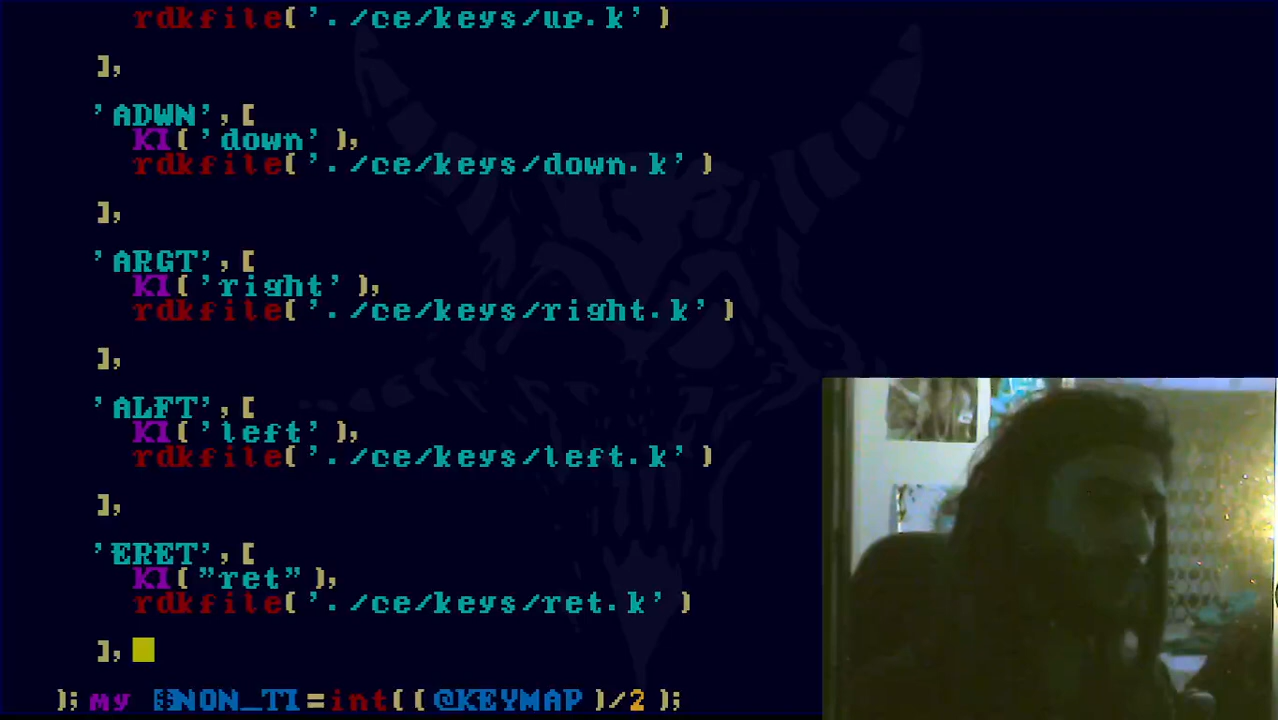 rdkfile('./ce/keys/up.k')
],
'ADWN',[
KI('down'),
rdkfile('./ce/keys/down.k')
],
'ARGT',[
KI('right'),
rdkfile('./ce/keys/right.k')
],
'ALFT',[
KI('left'),
rdkfile('./ce/keys/left.k')
],
'ERET',[
KI("ret"),
rdkfile('./ce/keys/ret.k')
],
); my $NON_TI=int((@KEYMAP)/2);